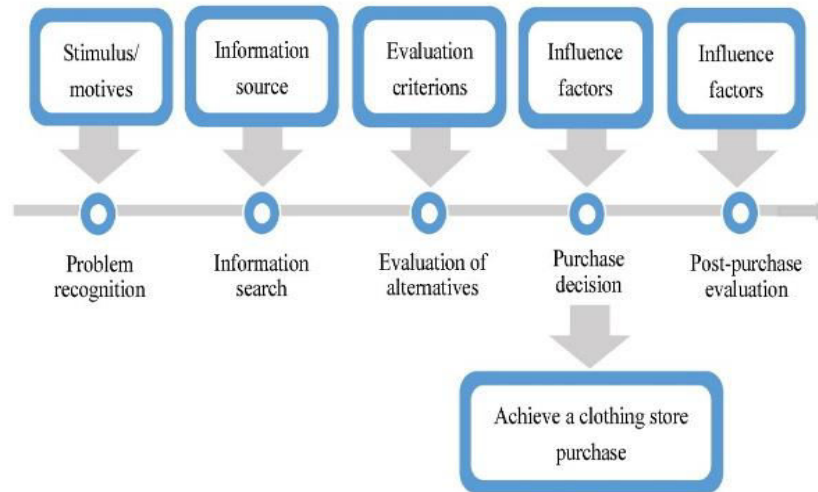 Stimulus/
motives
Information
source
Evaluation
criterions
Influence
factors
Influence
factors
Problem
recognition
Information
search
Evaluation of
alternatives
Purchase
decision
Post-purchase
evaluation
Achieve a clothing store
purchase